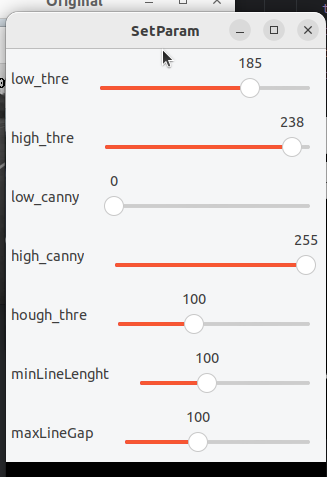 Original
SetParam
low_thre 185
high_thre 238
low_canny 0
high_canny 255
hough_thre 100
minLineLenght 100
maxLineGap 100